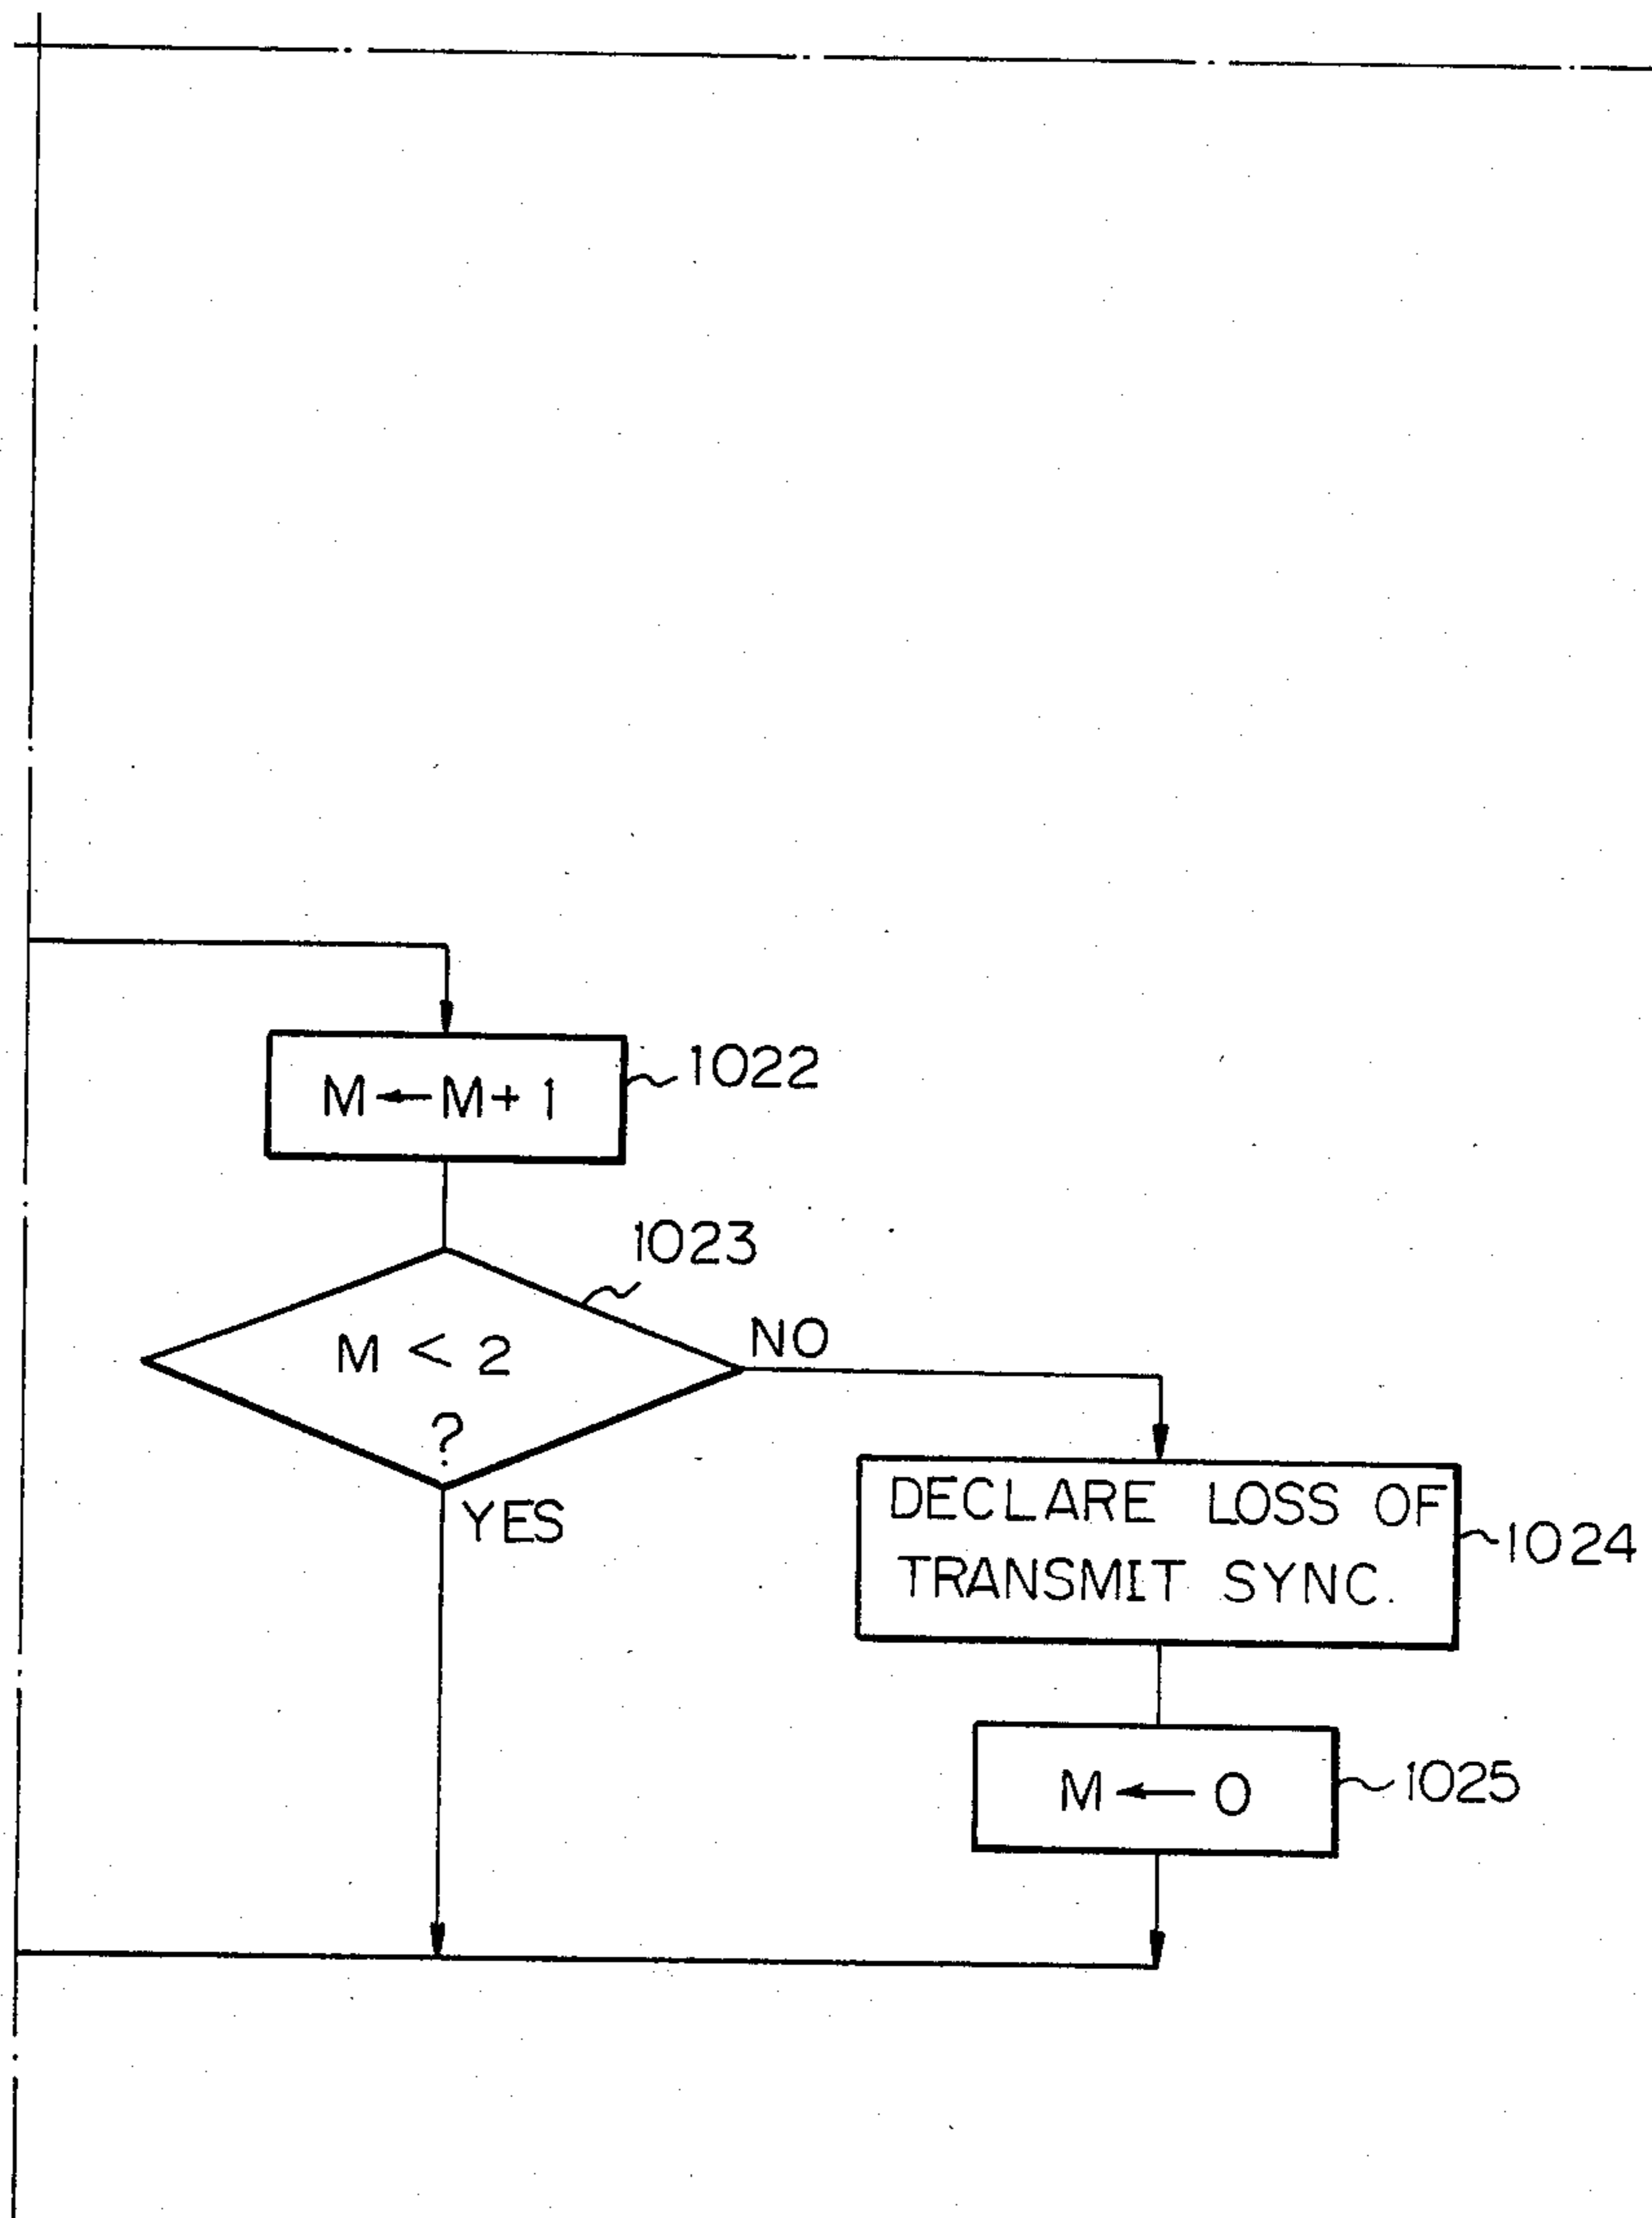 M ← M + 1
1022
1023
M < 2
?
NO
YES
DECLARE LOSS OF
TRANSMIT SYNC.
1024
M ← 0
1025